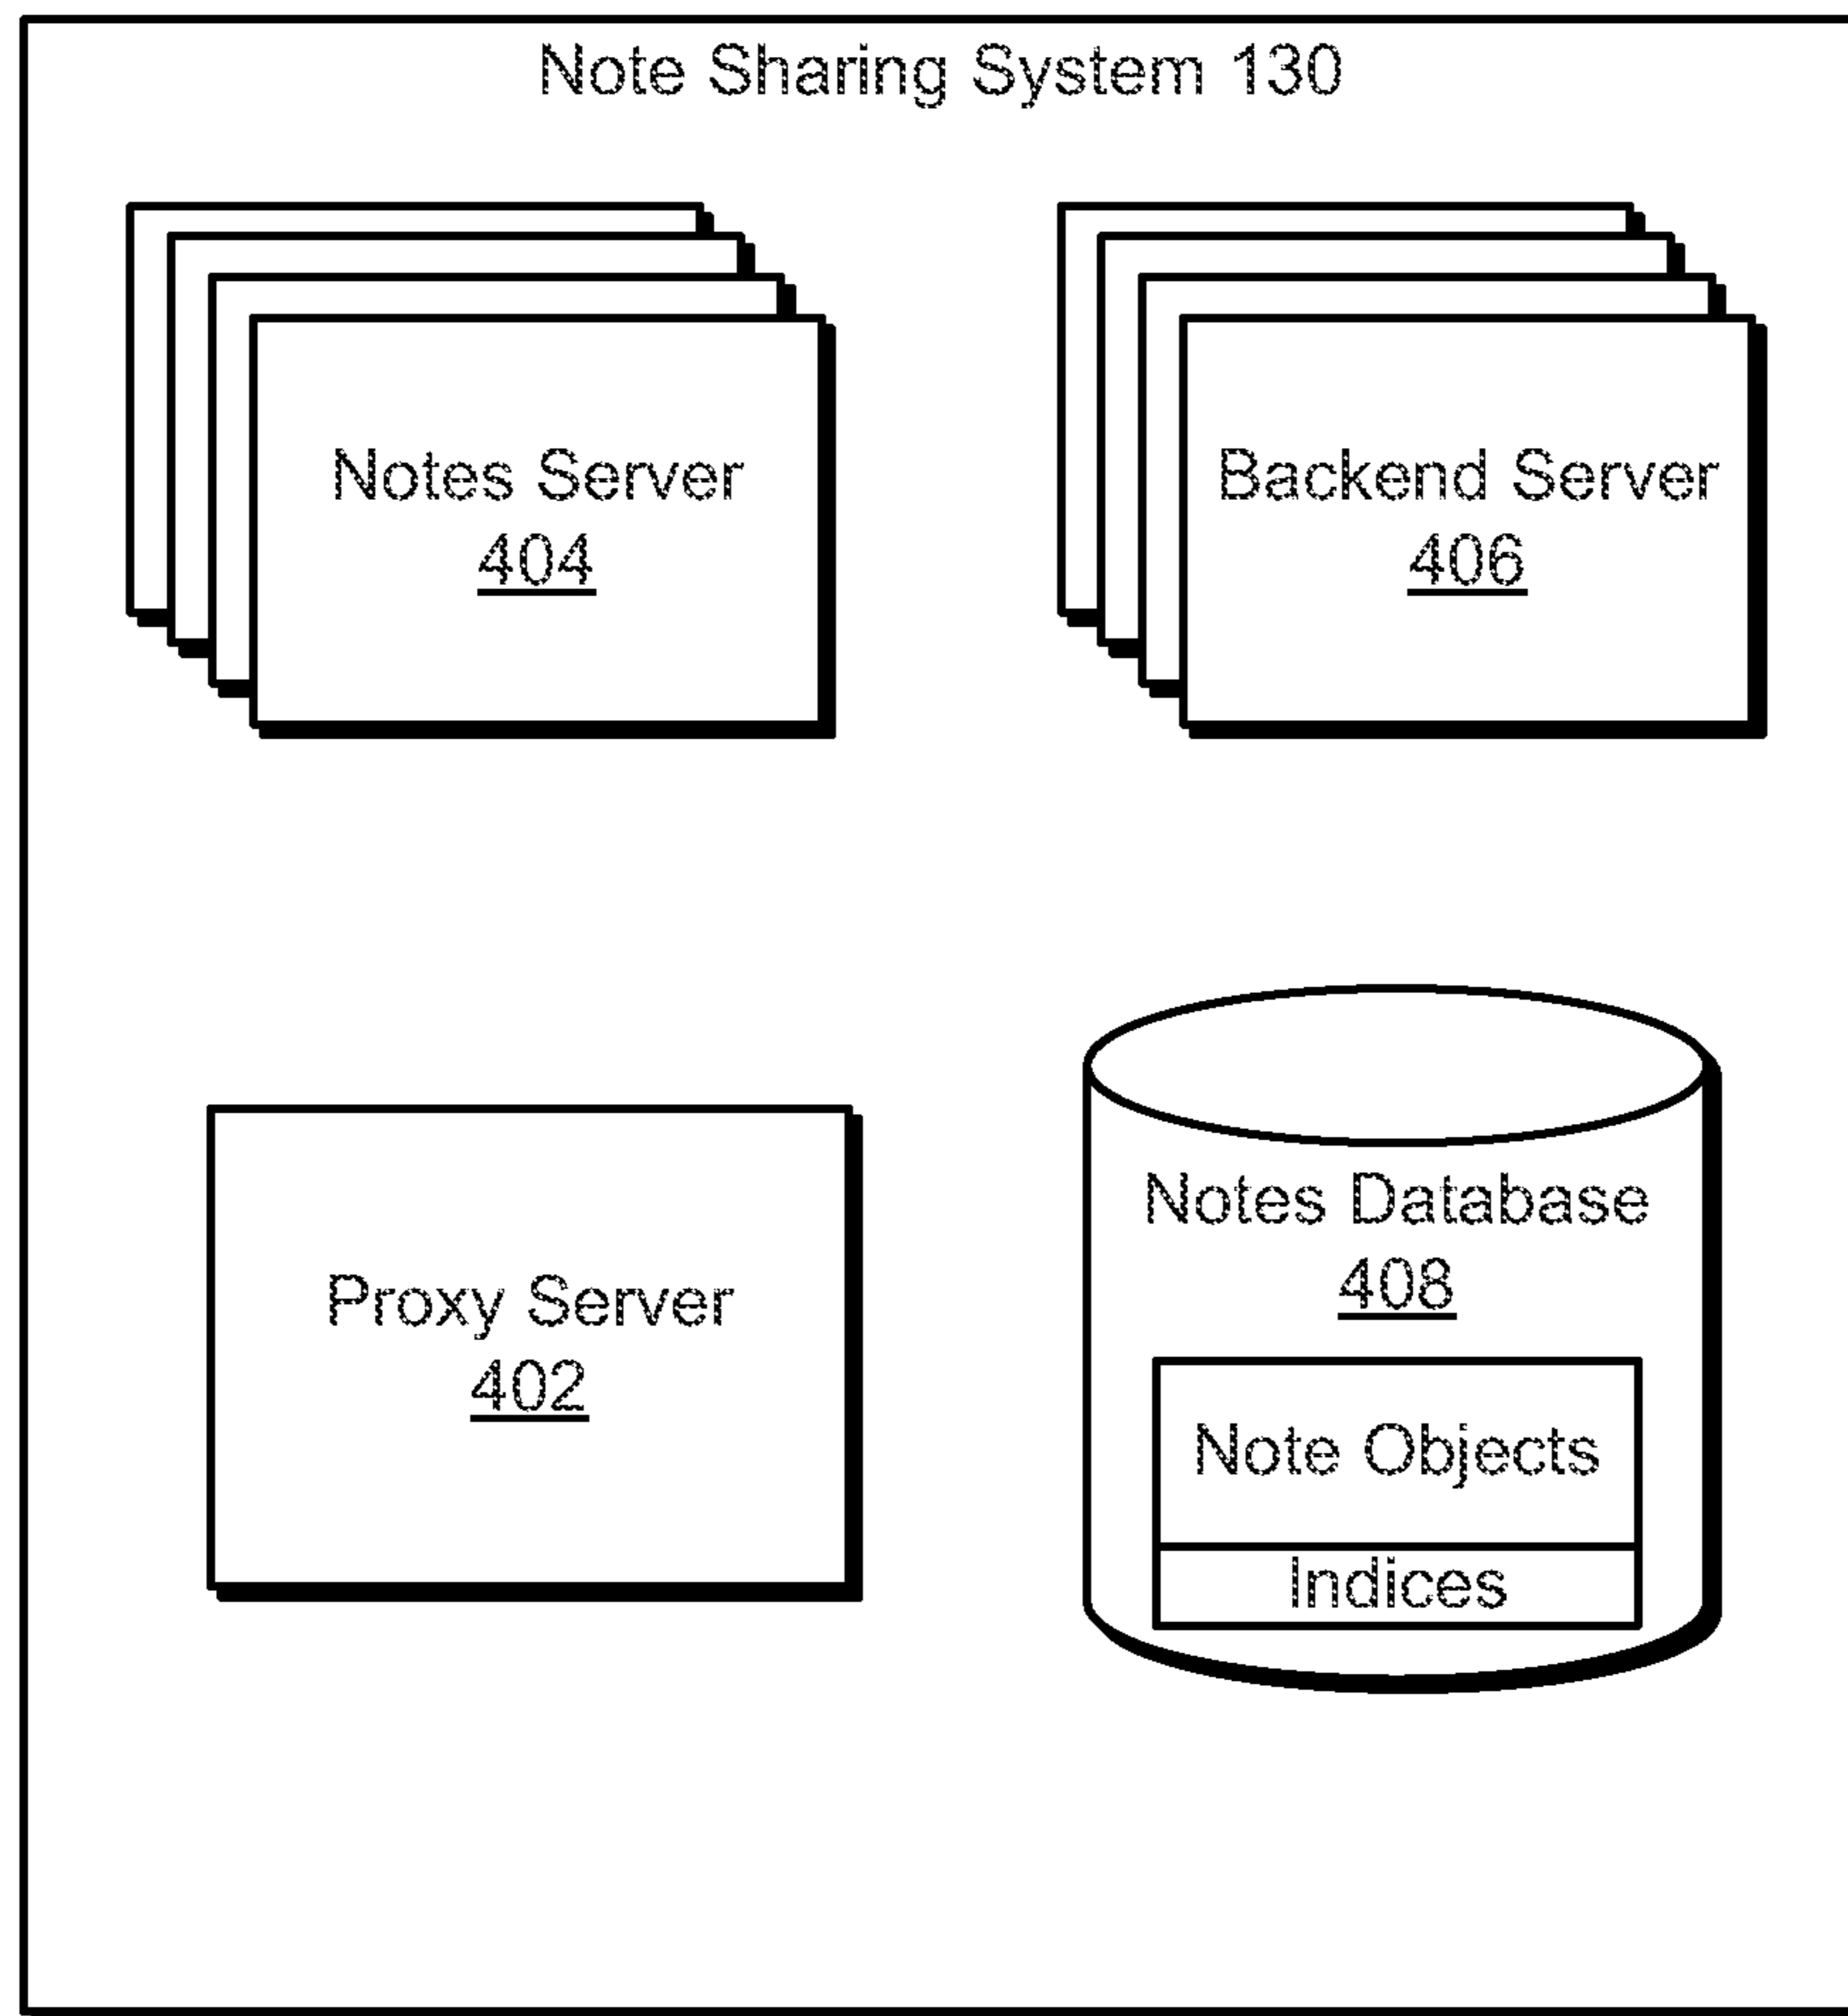 Note Sharing System 130
Notes Server
404
Backend Server
406
Proxy Server
402
Notes Database
408
Note Objects
Indices